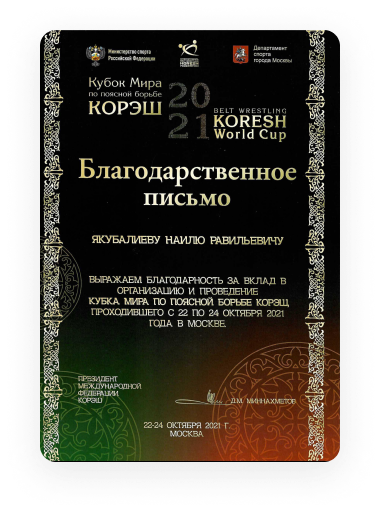 Министерство спорта
Российской Федерации
Департамент
спорта
города Москвы
Кубок Мира
по поясной борьбе
КОРЭШ
2021
BELT WRESTLING
KORESH
World Cup
Благодарственное
письмо
ЯКУБАЛИЕВУ НАИЛЮ РАВИЛЬЕВИЧУ
ВЫРАЖАЕМ БЛАГОДАРНОСТЬ ЗА ВКЛАД В
ОРГАНИЗАЦИЮ И ПРОВЕДЕНИЕ
КУБКА МИРА ПО ПОЯСНОЙ БОРЬБЕ КОРЭЩ,
ПРОХОДИВШЕГО С 22 ПО 24 ОКТЯБРЯ 2021
ГОДА В МОСКВЕ.
ПРЕЗИДЕНТ
МЕЖДУНАРОДНОЙ
ФЕДЕРАЦИИ
КОРЭШ
Д.М. МИННАХМЕТОВ
22-24 ОКТЯБРЯ 2021 Г.
МОСКВА